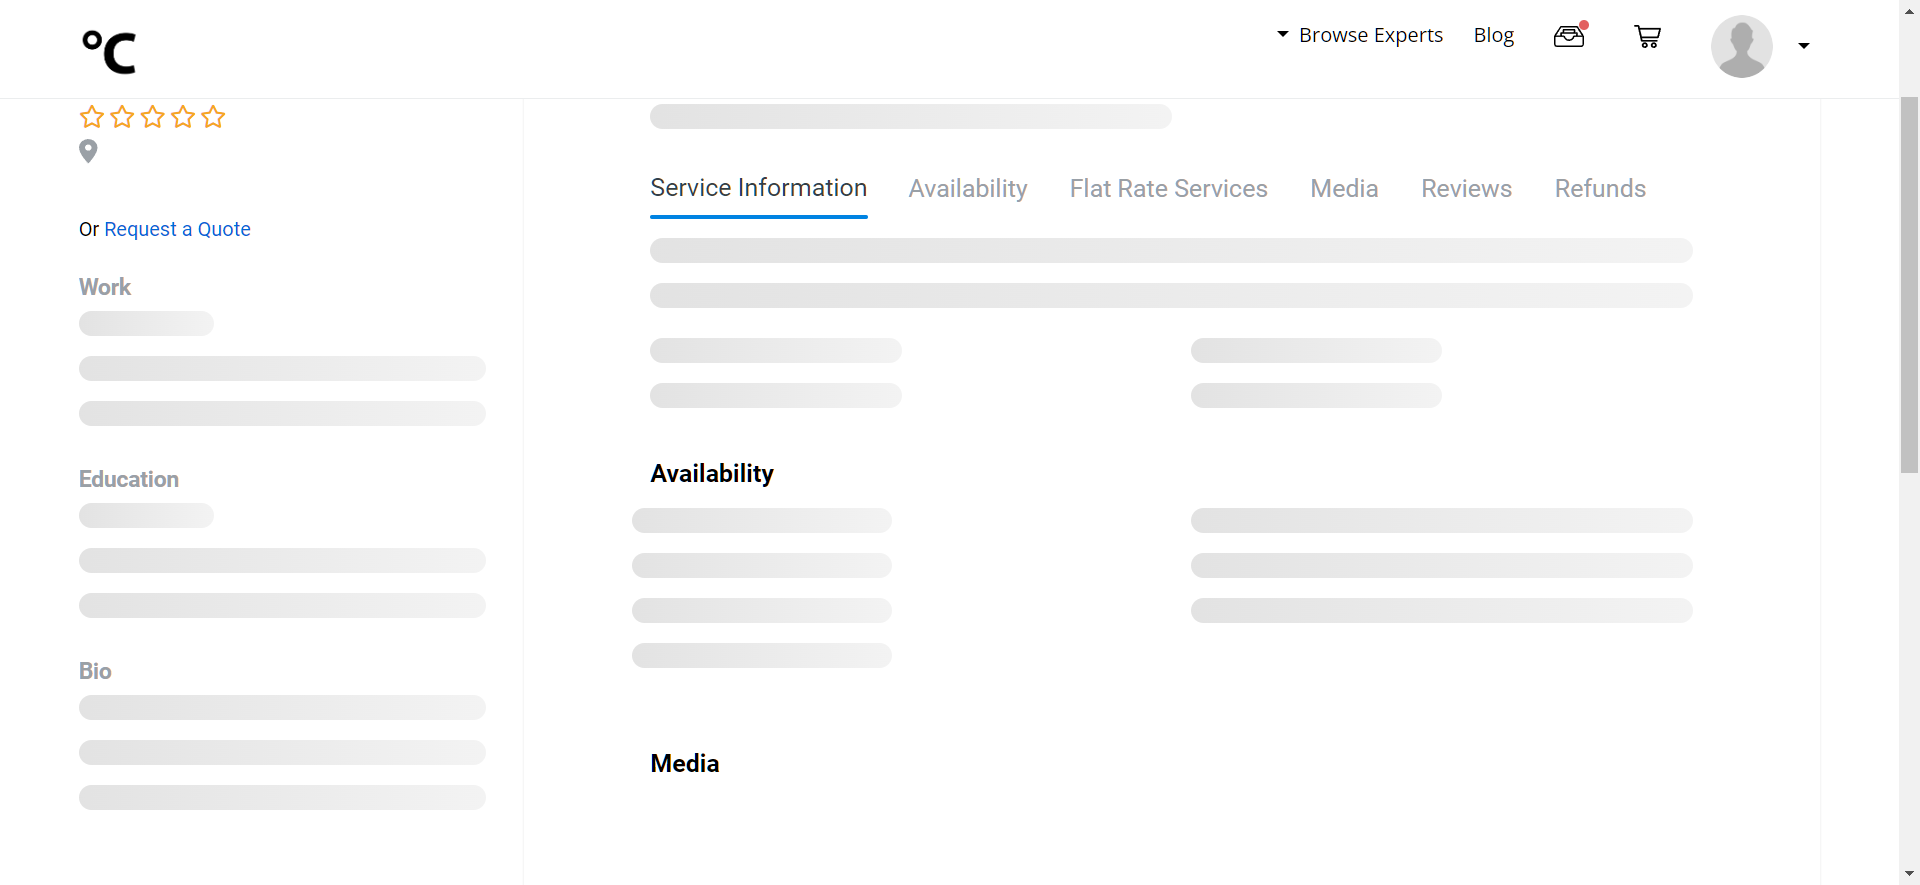 °C
Browse Experts
Blog
Or Request a Quote
Work
Education
Bio
Service Information
Availability
Flat Rate Services
Media
Reviews
Refunds
Availability
Media